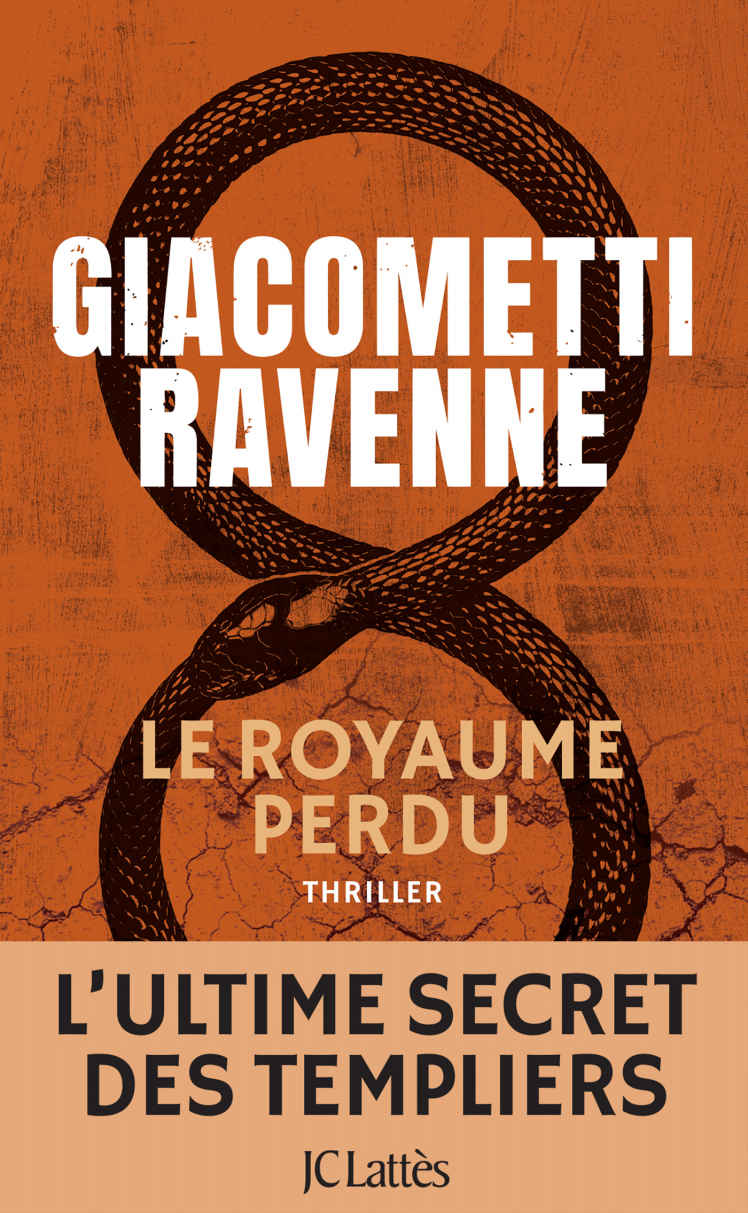 GIACOMETTI
RAVENNE
LE ROYAUME
PERDU
THRILLER
L'ULTIME SECRET
DES TEMPLIERS
JC Lattès